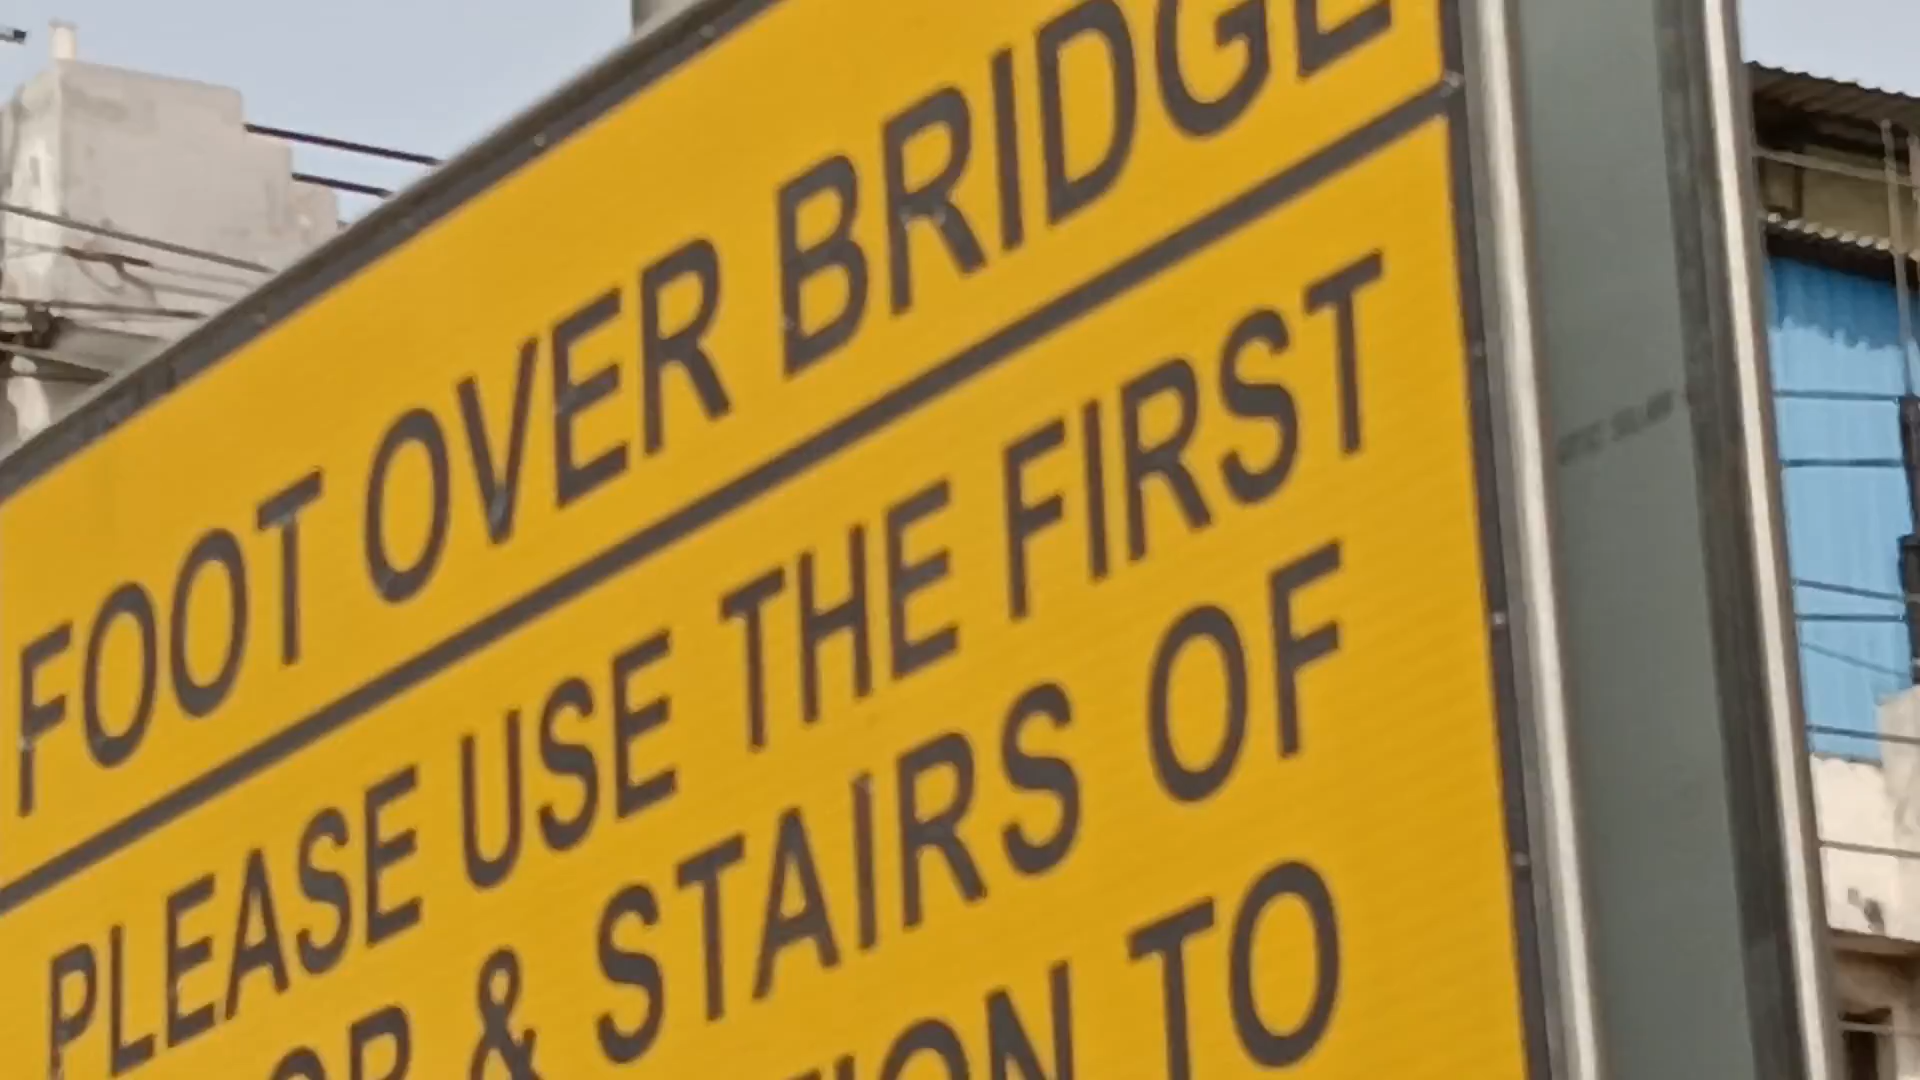 FOOT OVER BRIDGE
PLEASE USE THE FIRST
& STAIRS OF
TO